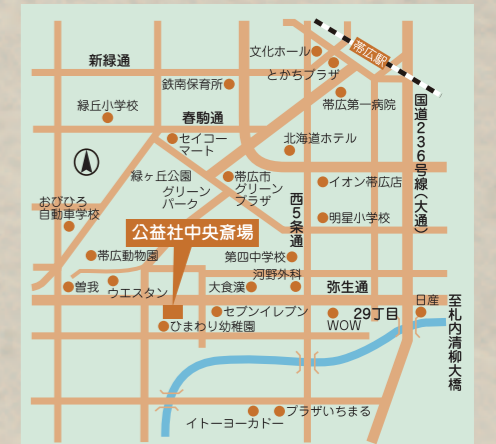 文化ホール
帯広駅
新緑通
とかちプラザ
鉄南保育所
帯広第一病院
緑丘小学校
春駒通
国道236号線(大通)
セイコー
マート
北海道ホテル
緑ヶ丘公園
帯広市
グリーン
プラザ
グリーン
パーク
イオン帯広店
西5条通
おびひろ
自動車学校
明星小学校
公益社中央斎場
帯広動物園
第四中学校
河野外科
曽我
ウエスタン
大食漢
弥生通
日産
至札内清柳大橋
セブンイレブン
29丁目
WOW
ひまわり幼稚園
プラザいちまる
イトーヨーカドー